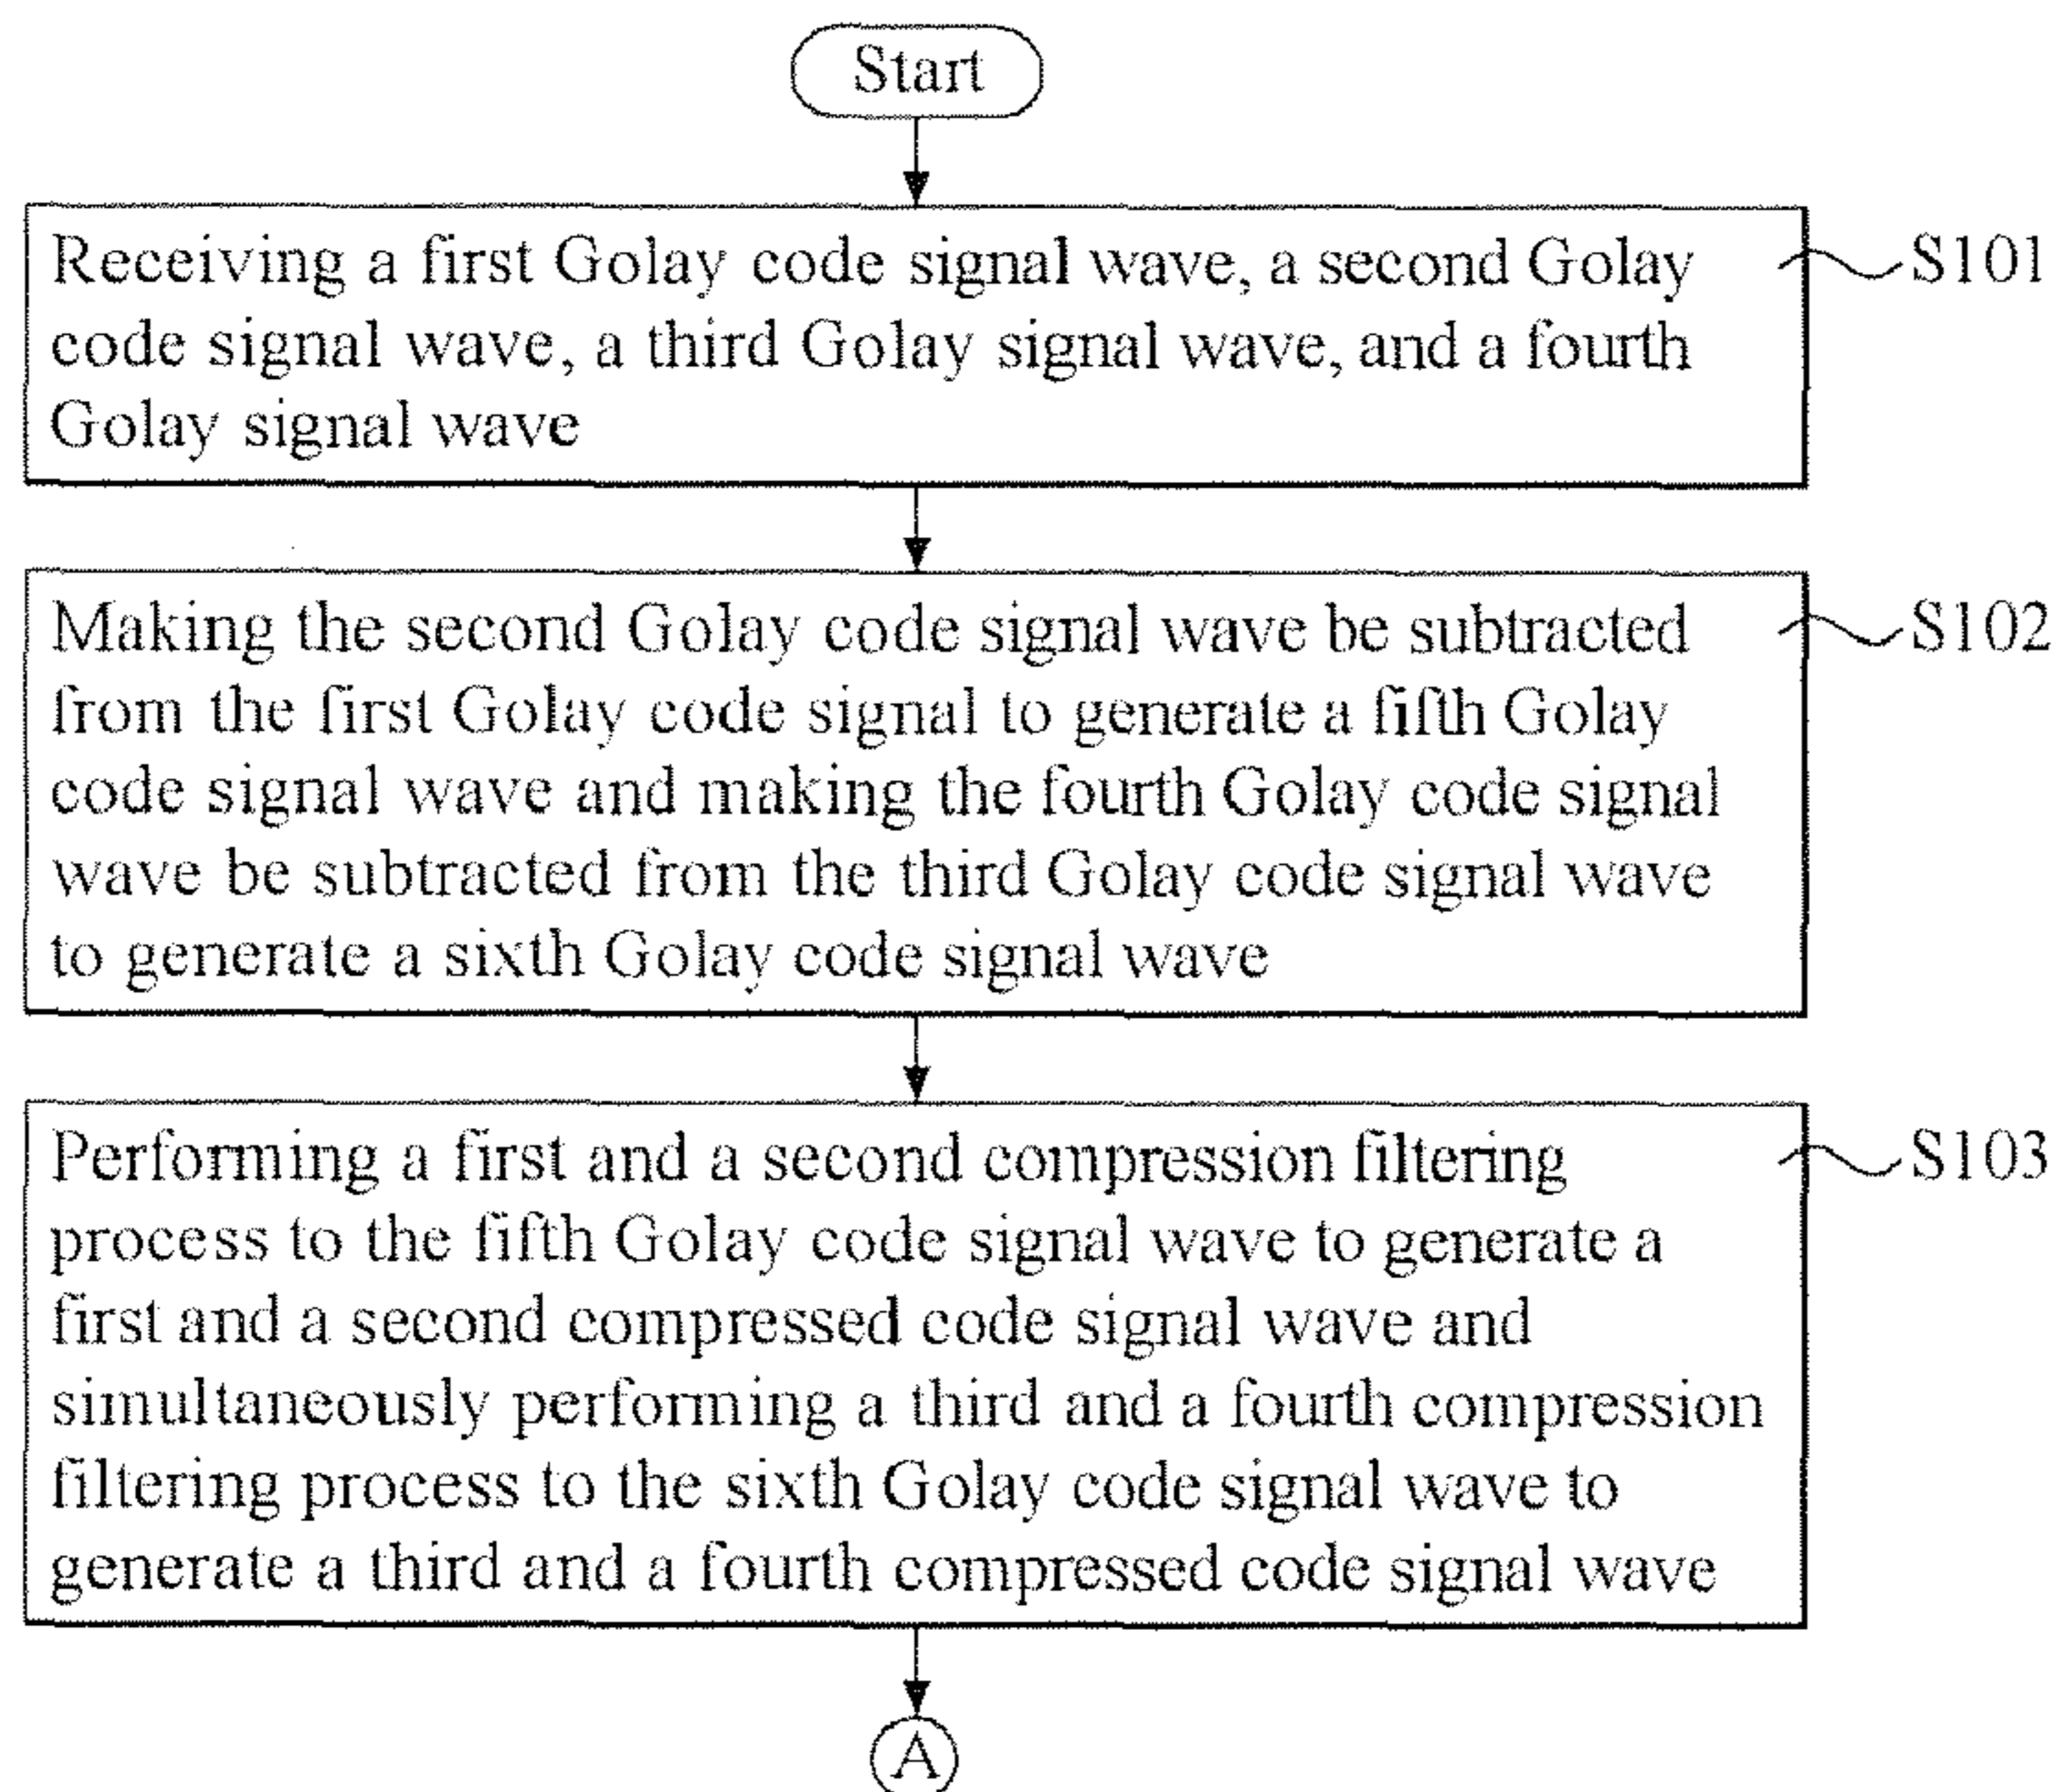 Start
Receiving a first Golay code signal wave, a second Golay
code signal wave, a third Golay signal wave, and a fourth
Golay signal wave
S101
Making the second Golay code signal wave be subtracted
from the first Golay code signal to generate a fifth Golay
code signal wave and making the fourth Golay code signal
wave be subtracted from the third Golay code signal wave
to generate a sixth Golay code signal wave
S102
Performing a first and a second compression filtering
process to the fifth Golay code signal wave to generate a
first and a second compressed code signal wave and
simultaneously performing a third and a fourth compression
filtering process to the sixth Golay code signal wave to
generate a third and a fourth compressed code signal wave
S103
A